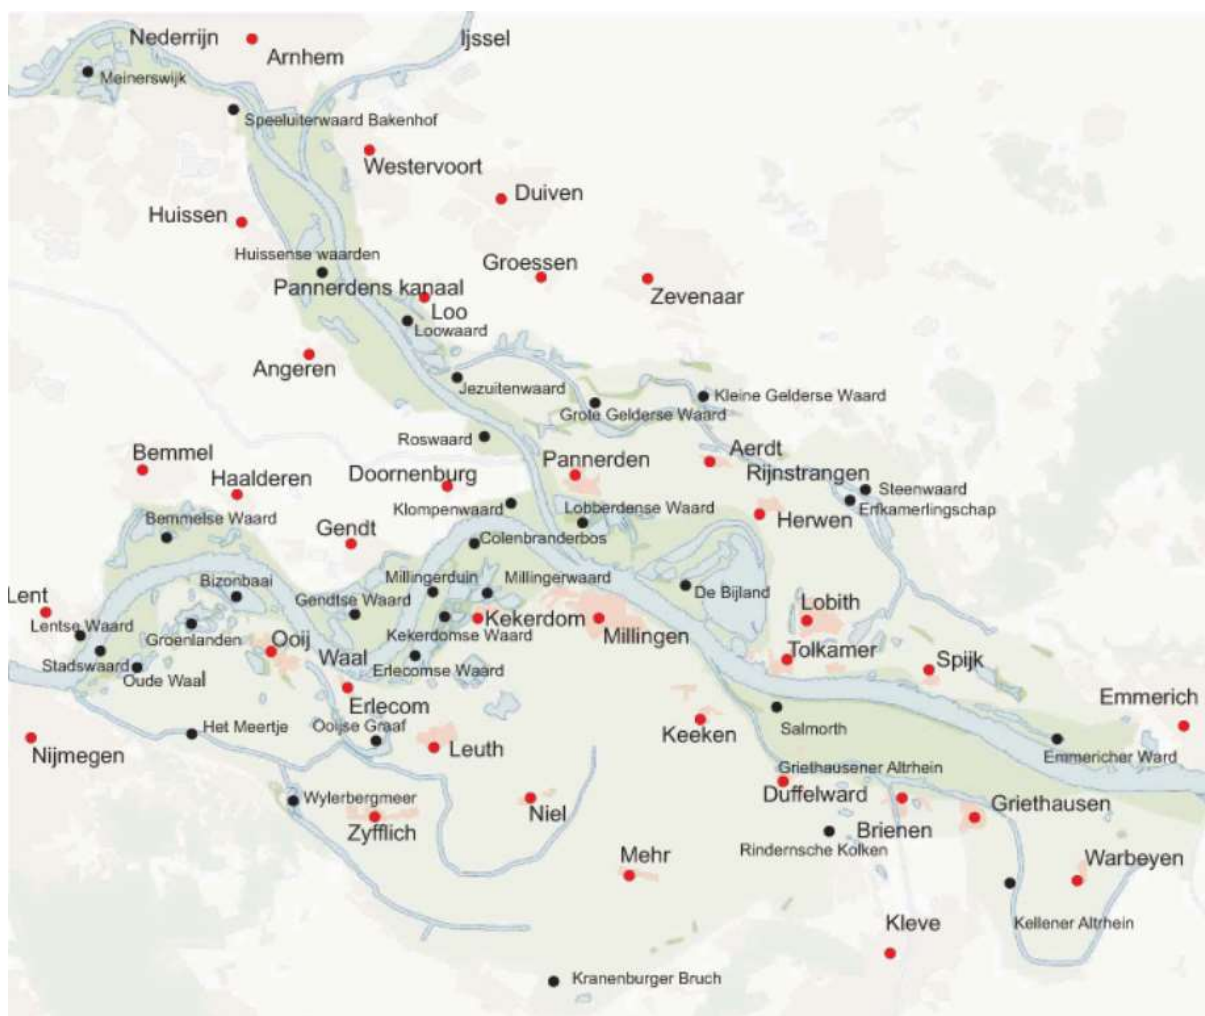 Nederrijn
Ijssel
Arnhem
Meinerswijk
Speeluiterwaard Bakenhof
Westervoort
Duiven
Huissen
Huissense waarden
Groessen
Pannerdens kanaal
Zevenaar
Loo
Loowaard
Angeren
Jezuitenwaard
Kleine Gelderse Waard
Grote Gelderse Waard
Roswaard
Bemmel
Aerdt
Pannerden
Haalderen
Doornenburg
Rijnstrangen
Steenwaard
Erfkamerlingschap
Klompenwaard
Lobberdense Waard
Bemmelse Waard
Herwen
Gendt
Colenbranderbos
Bizonbaai
Millingerduin
Millingerwaard
De Bijland
Lent
Gendtse Waard
Lobith
Lentse Waard
Groenlanden
Kekerdom
Kekerdomse Waard
Millingen
Ooij
Stadswaard
Waal
Tolkamer
Oude Waal
Erlecomse Waard
Spijk
Emmerich
Erlecom
Het Meertje
Ooijse Graaf
Salmorth
Keeken
Nijmegen
Leuth
Emmericher Ward
Griethausener Altrhein
Duffelward
Wylerbergmeer
Griethausen
Niel
Zyfflich
Brienen
Rindernsche Kolken
Mehr
Warbeyen
Kleve
Kellener Altrhein
Kranenburger Bruch